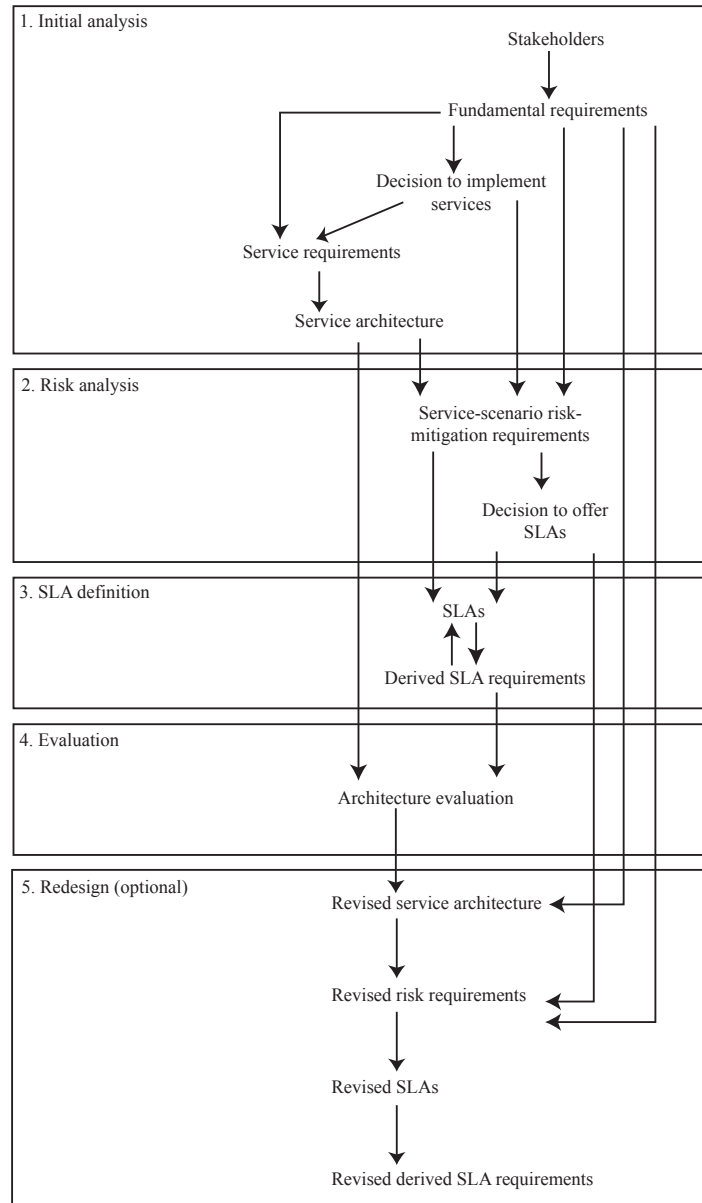 1. Initial analysis
Stakeholders
Fundamental requirements
Decision to implement
services
Service requirements
Service architecture
2. Risk analysis
Service-scenario risk-
mitigation requirements
Decision to offer
SLAs
3. SLA definition
SLAs
Derived SLA requirements
4. Evaluation
Architecture evaluation
5. Redesign (optional)
Revised service architecture
Revised risk requirements
Revised SLAs
Revised derived SLA requirements